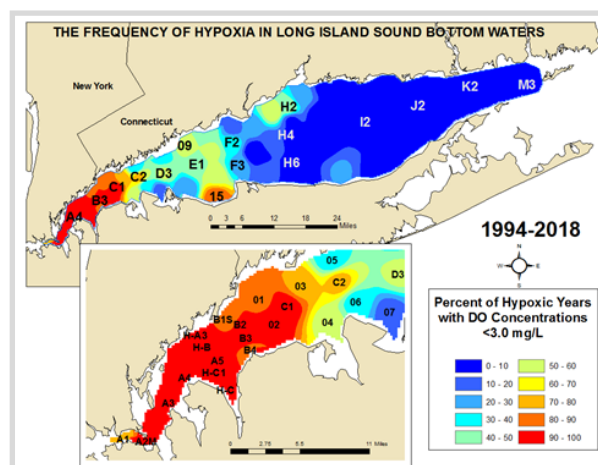 THE FREQUENCY OF HYPOXIA IN LONG ISLAND SOUND BOTTOM WATERS
New York
Connecticut
K2
M3
H2
J2
09
F2
H4
I2
C1
C2
D3
E1
F3
H6
A4
B3
15
0 3 6 12 18 24
Miles
1994-2018
N
W
E
S
05
D3
03
C2
01
C1
06
B1S
B2
02
04
07
H-A3
B3
H-B
B4
A5
A4
H-C1
H-C
A3
A1
A2M
0 2.75 5.5 11 Miles
Percent of Hypoxic Years
with DO Concentrations
<3.0 mg/L
0 - 10
50 - 60
10 - 20
60 - 70
20 - 30
70 - 80
30 - 40
80 - 90
40 - 50
90 - 100